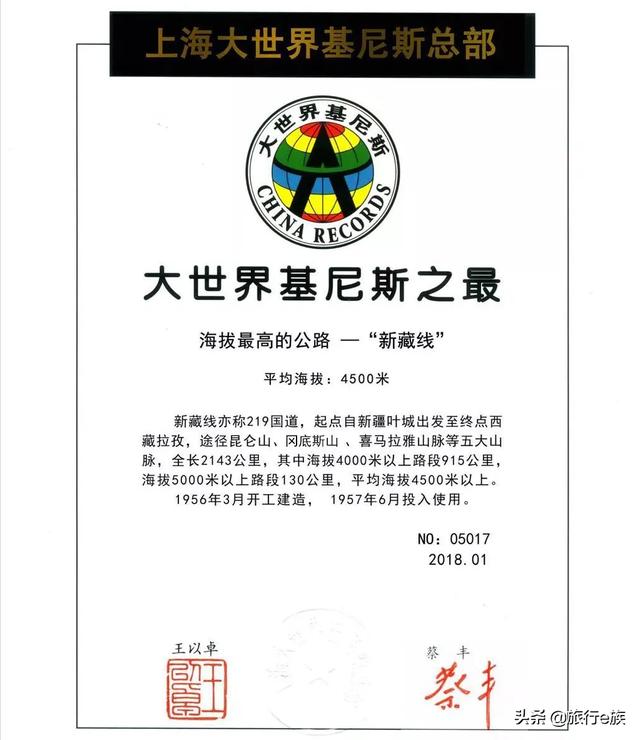 上海大世界基尼斯总部
大世界基尼斯
CHINA RECORDS
大世界基尼斯之最
海拔最高的公路 — “新藏线”
平均海拔：4500米
新藏线亦称219国道，起点自新疆叶城出发至终点西
藏拉孜，途径昆仑山、冈底斯山 、喜马拉雅山脉等五大山
脉，全长2143公里，其中海拔4000米以上路段915公里，
海拔5000米以上路段130公里，平均海拔4500米以上。
1956年3月开工建造， 1957年6月投入使用。
NO：05017
2018.01
王以卓
蔡 丰
蔡丰
头条 @旅行e族